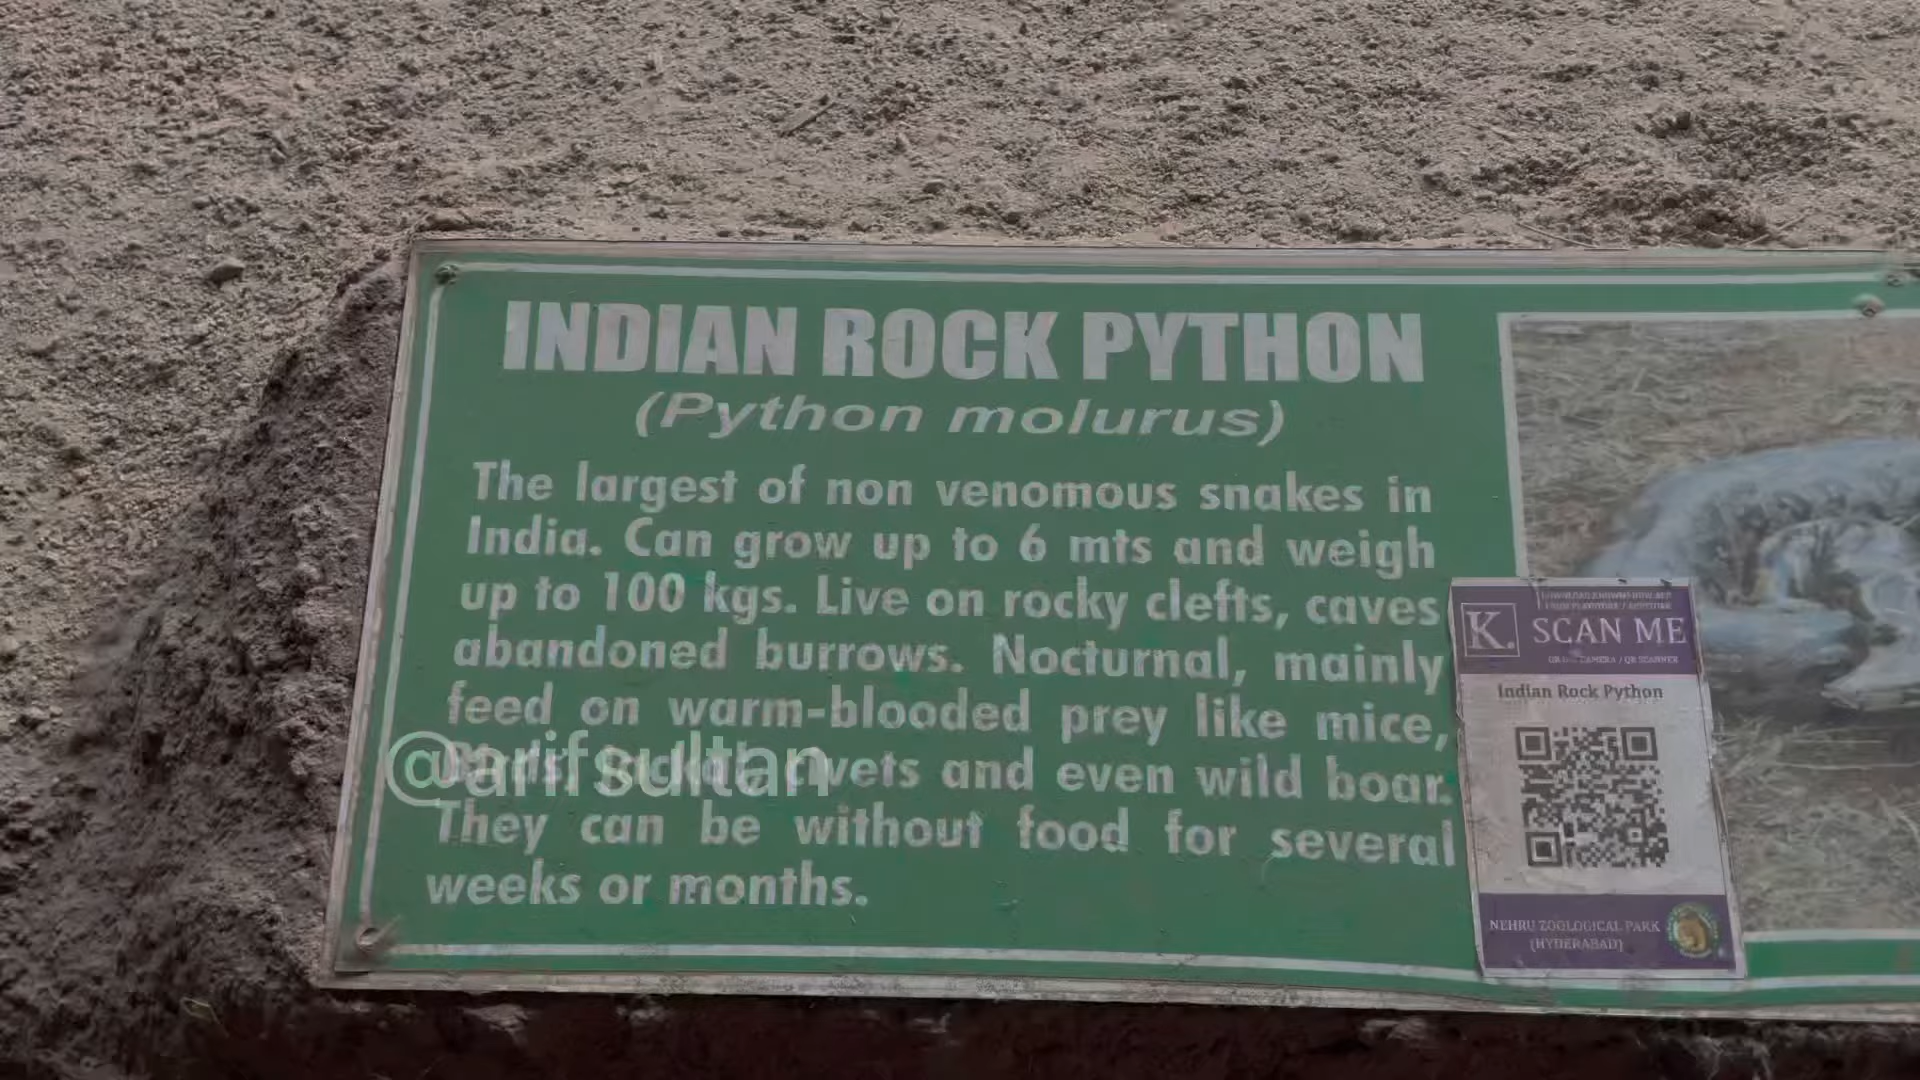 INDIAN ROCK PYTHON
(Python molurus)
The largest of non venomous snakes in
India. Can grow up to 6 mts and weigh
up to 100 kgs. Live on rocky clefts, caves
abandoned burrows. Nocturnal, mainly
feed on warm-blooded prey like mice,
civets and even wild boar.
@arifsultan
They can be without food for several
weeks or months.
K. SCAN ME
Indian Rock Python
NEHRU ZOOLOGICAL PARK
(HYDERABAD)